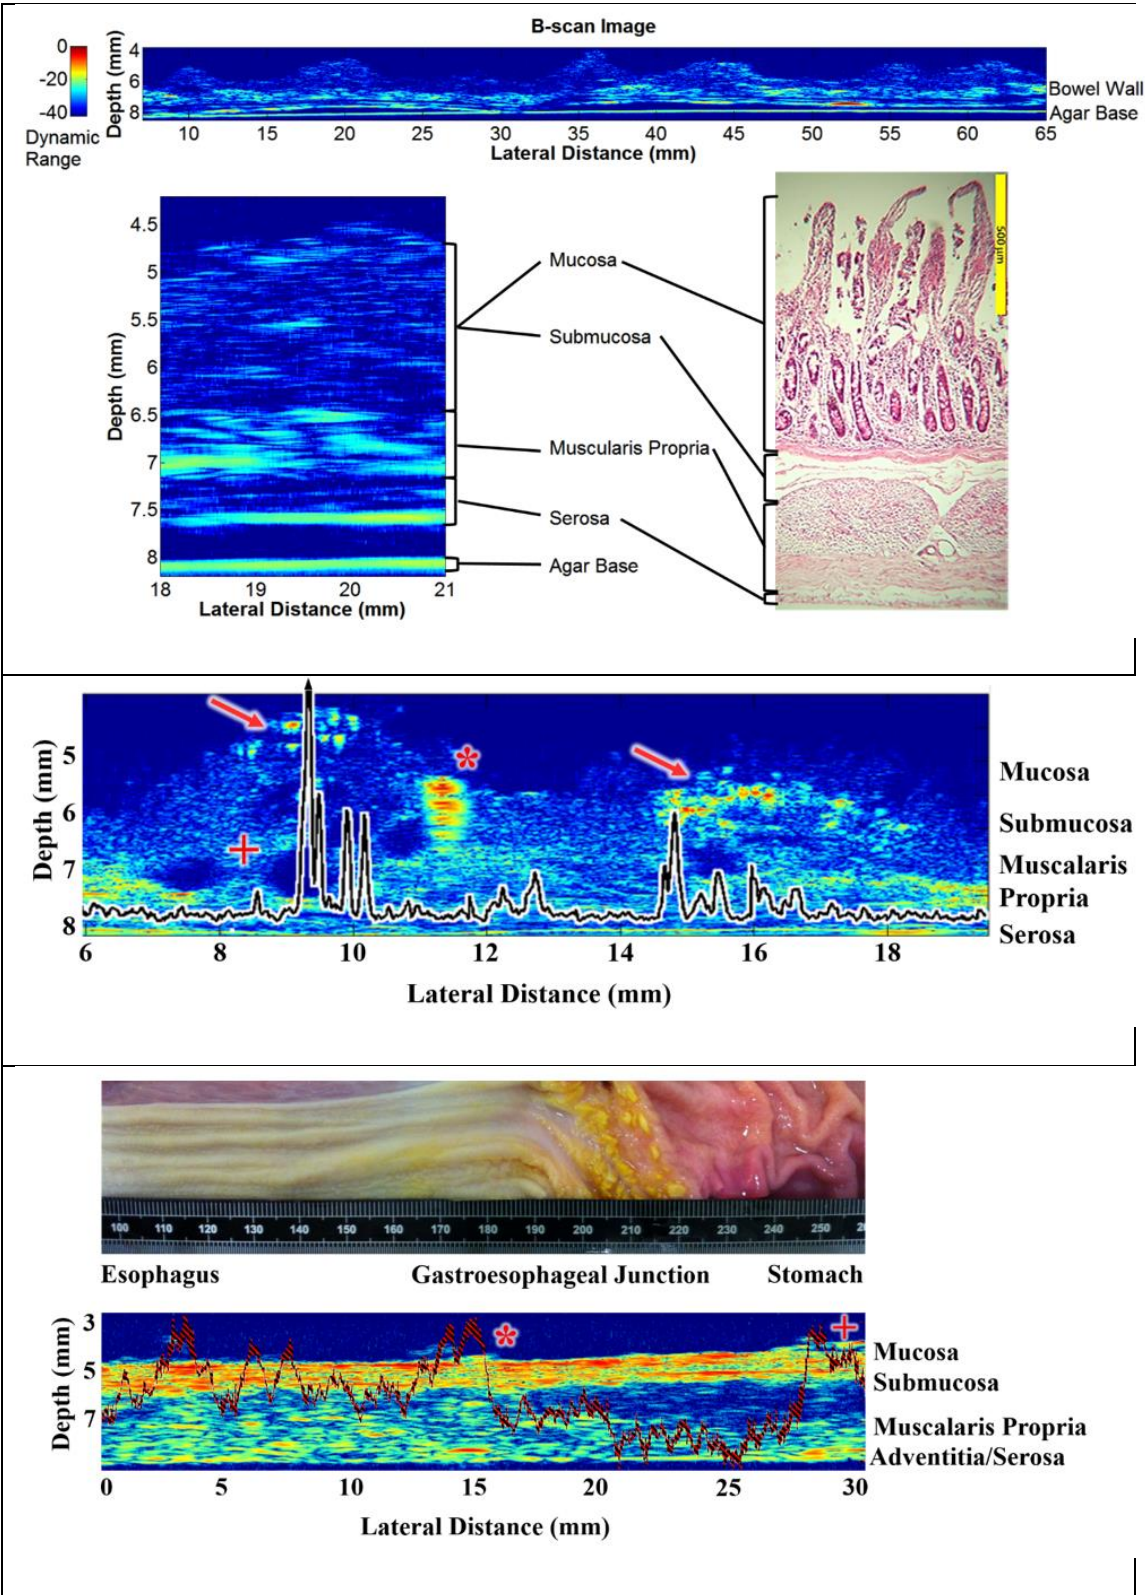 B-scan Image
0
-20
-40
Dynamic
Range
Depth (mm)
4
6
8
10 15 20 25 30 35 40 45 50 55 60 65
Lateral Distance (mm)
Bowel Wall
Agar Base
Depth (mm)
4.5
5
5.5
6
6.5
7
7.5
8
18 19 20 21
Lateral Distance (mm)
Mucosa
Submucosa
Muscularis Propria
Serosa
Agar Base
500 µm
Depth (mm)
5
6
7
8
*
+
6 8 10 12 14 16 18
Lateral Distance (mm)
Mucosa
Submucosa
Muscalaris
Propria
Serosa
100 110 120 130 140 150 160 170 180 190 200 210 220 230 240 250
Esophagus Gastroesophageal Junction Stomach
Depth (mm)
3
5
7
*
+
0 5 10 15 20 25 30
Lateral Distance (mm)
Mucosa
Submucosa
Muscalaris Propria
Adventitia/Serosa